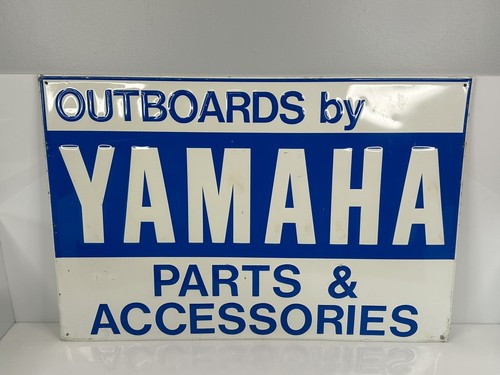 OUTBOARDS by
YAMAHA
PARTS &
ACCESSORIES